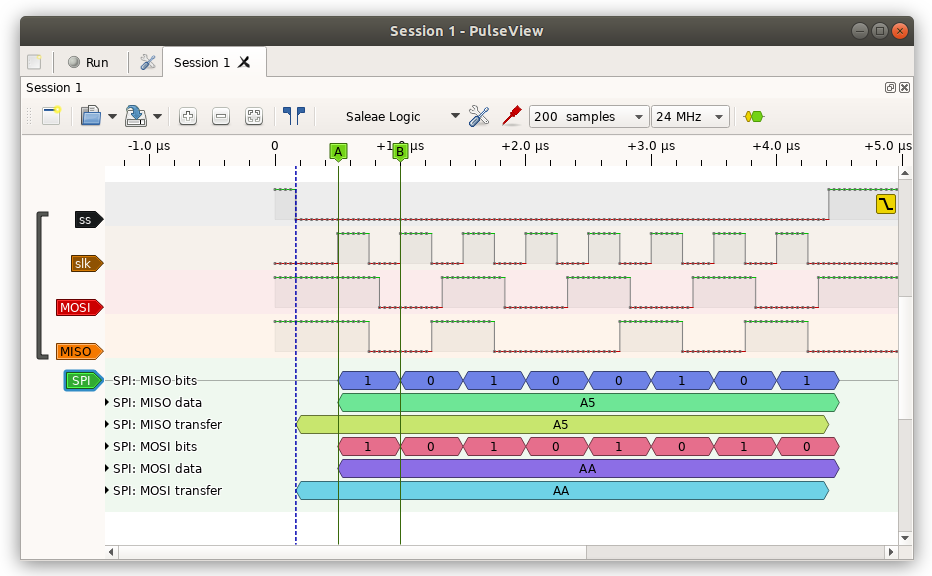 Session 1 - PulseView
Run
Session 1
Session 1
Saleae Logic
200 samples
24 MHz
-1.0 µs 0 +1.0 µs +2.0 µs +3.0 µs +4.0 µs +5.0 µs
A B
ss
slk
MOSI
MISO
SPI SPI: MISO bits 1 0 1 0 0 1 0 1
SPI: MISO data A5
SPI: MISO transfer A5
SPI: MOSI bits 1 0 1 0 1 0 1 0
SPI: MOSI data AA
SPI: MOSI transfer AA